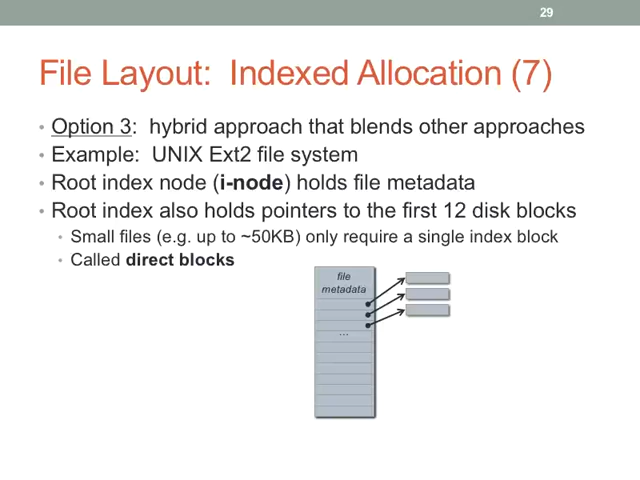 29
File Layout: Indexed Allocation (7)
• Option 3: hybrid approach that blends other approaches
• Example: UNIX Ext2 file system
• Root index node (i-node) holds file metadata
• Root index also holds pointers to the first 12 disk blocks
• Small files (e.g. up to ~50KB) only require a single index block
• Called direct blocks
file
metadata
...